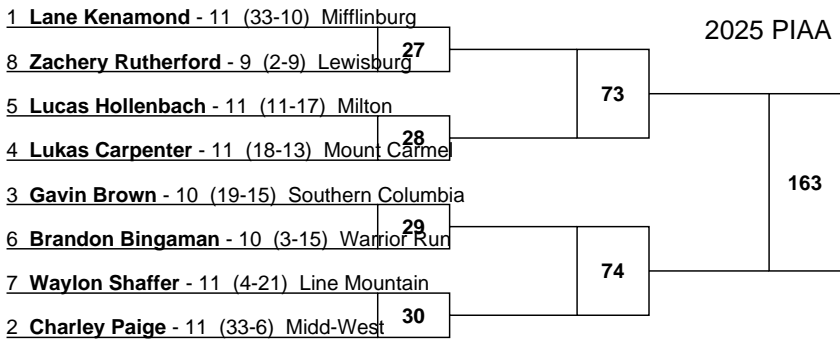 1 Lane Kenamond - 11 (33-10) Mifflinburg
27
2025 PIAA
8 Zachery Rutherford - 9 (2-9) Lewisburg
73
5 Lucas Hollenbach - 11 (11-17) Milton
28
4 Lukas Carpenter - 11 (18-13) Mount Carmel
163
3 Gavin Brown - 10 (19-15) Southern Columbia
29
6 Brandon Bingaman - 10 (3-15) Warrior Run
74
7 Waylon Shaffer - 11 (4-21) Line Mountain
30
2 Charley Paige - 11 (33-6) Midd-West